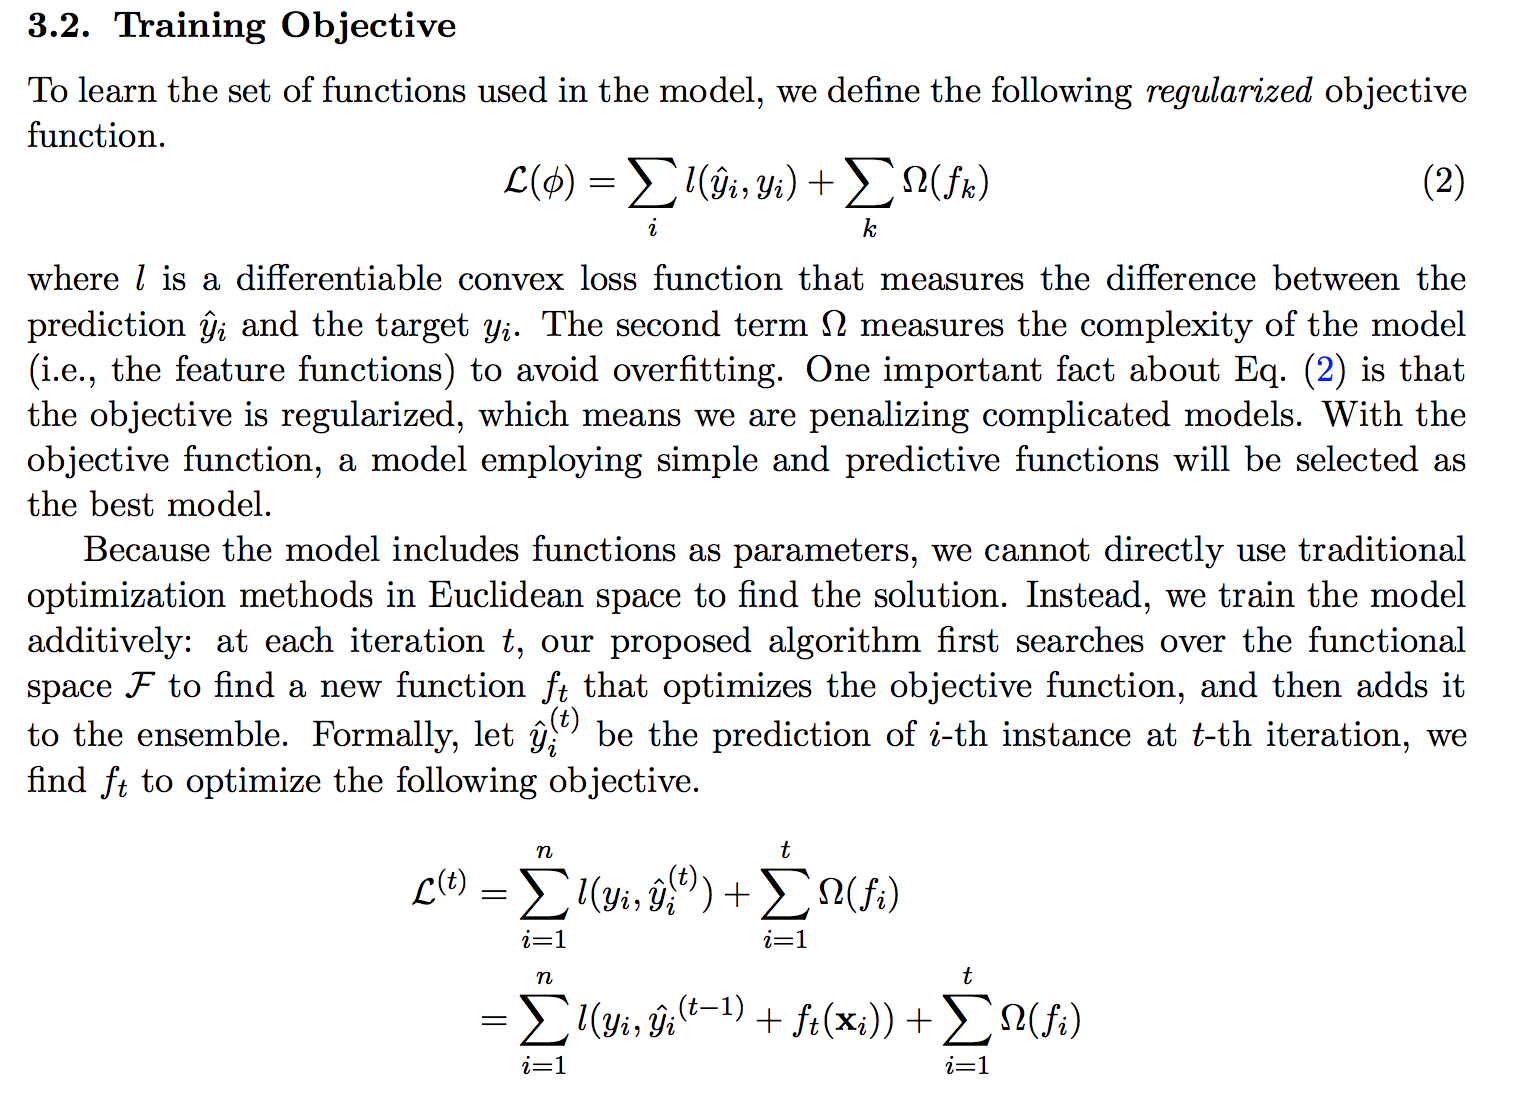 3.2. Training Objective
To learn the set of functions used in the model, we define the following regularized objective
function.
$\mathcal{L}(\phi) = \sum_{i} l(\hat{y}_i, y_i) + \sum_{k} \Omega(f_k)$ (2)
where $l$ is a differentiable convex loss function that measures the difference between the
prediction $\hat{y}_i$ and the target $y_i$. The second term $\Omega$ measures the complexity of the model
(i.e., the feature functions) to avoid overfitting. One important fact about Eq. (2) is that
the objective is regularized, which means we are penalizing complicated models. With the
objective function, a model employing simple and predictive functions will be selected as
the best model.
Because the model includes functions as parameters, we cannot directly use traditional
optimization methods in Euclidean space to find the solution. Instead, we train the model
additively: at each iteration $t$, our proposed algorithm first searches over the functional
space $\mathcal{F}$ to find a new function $f_t$ that optimizes the objective function, and then adds it
to the ensemble. Formally, let $\hat{y}_i^{(t)}$ be the prediction of $i$-th instance at $t$-th iteration, we
find $f_t$ to optimize the following objective.
$\mathcal{L}^{(t)} = \sum_{i=1}^{n} l(y_i, \hat{y}_i^{(t)}) + \sum_{i=1}^{t} \Omega(f_i)$
$= \sum_{i=1}^{n} l(y_i, \hat{y}_i^{(t-1)} + f_t(\mathbf{x}_i)) + \sum_{i=1}^{t} \Omega(f_i)$